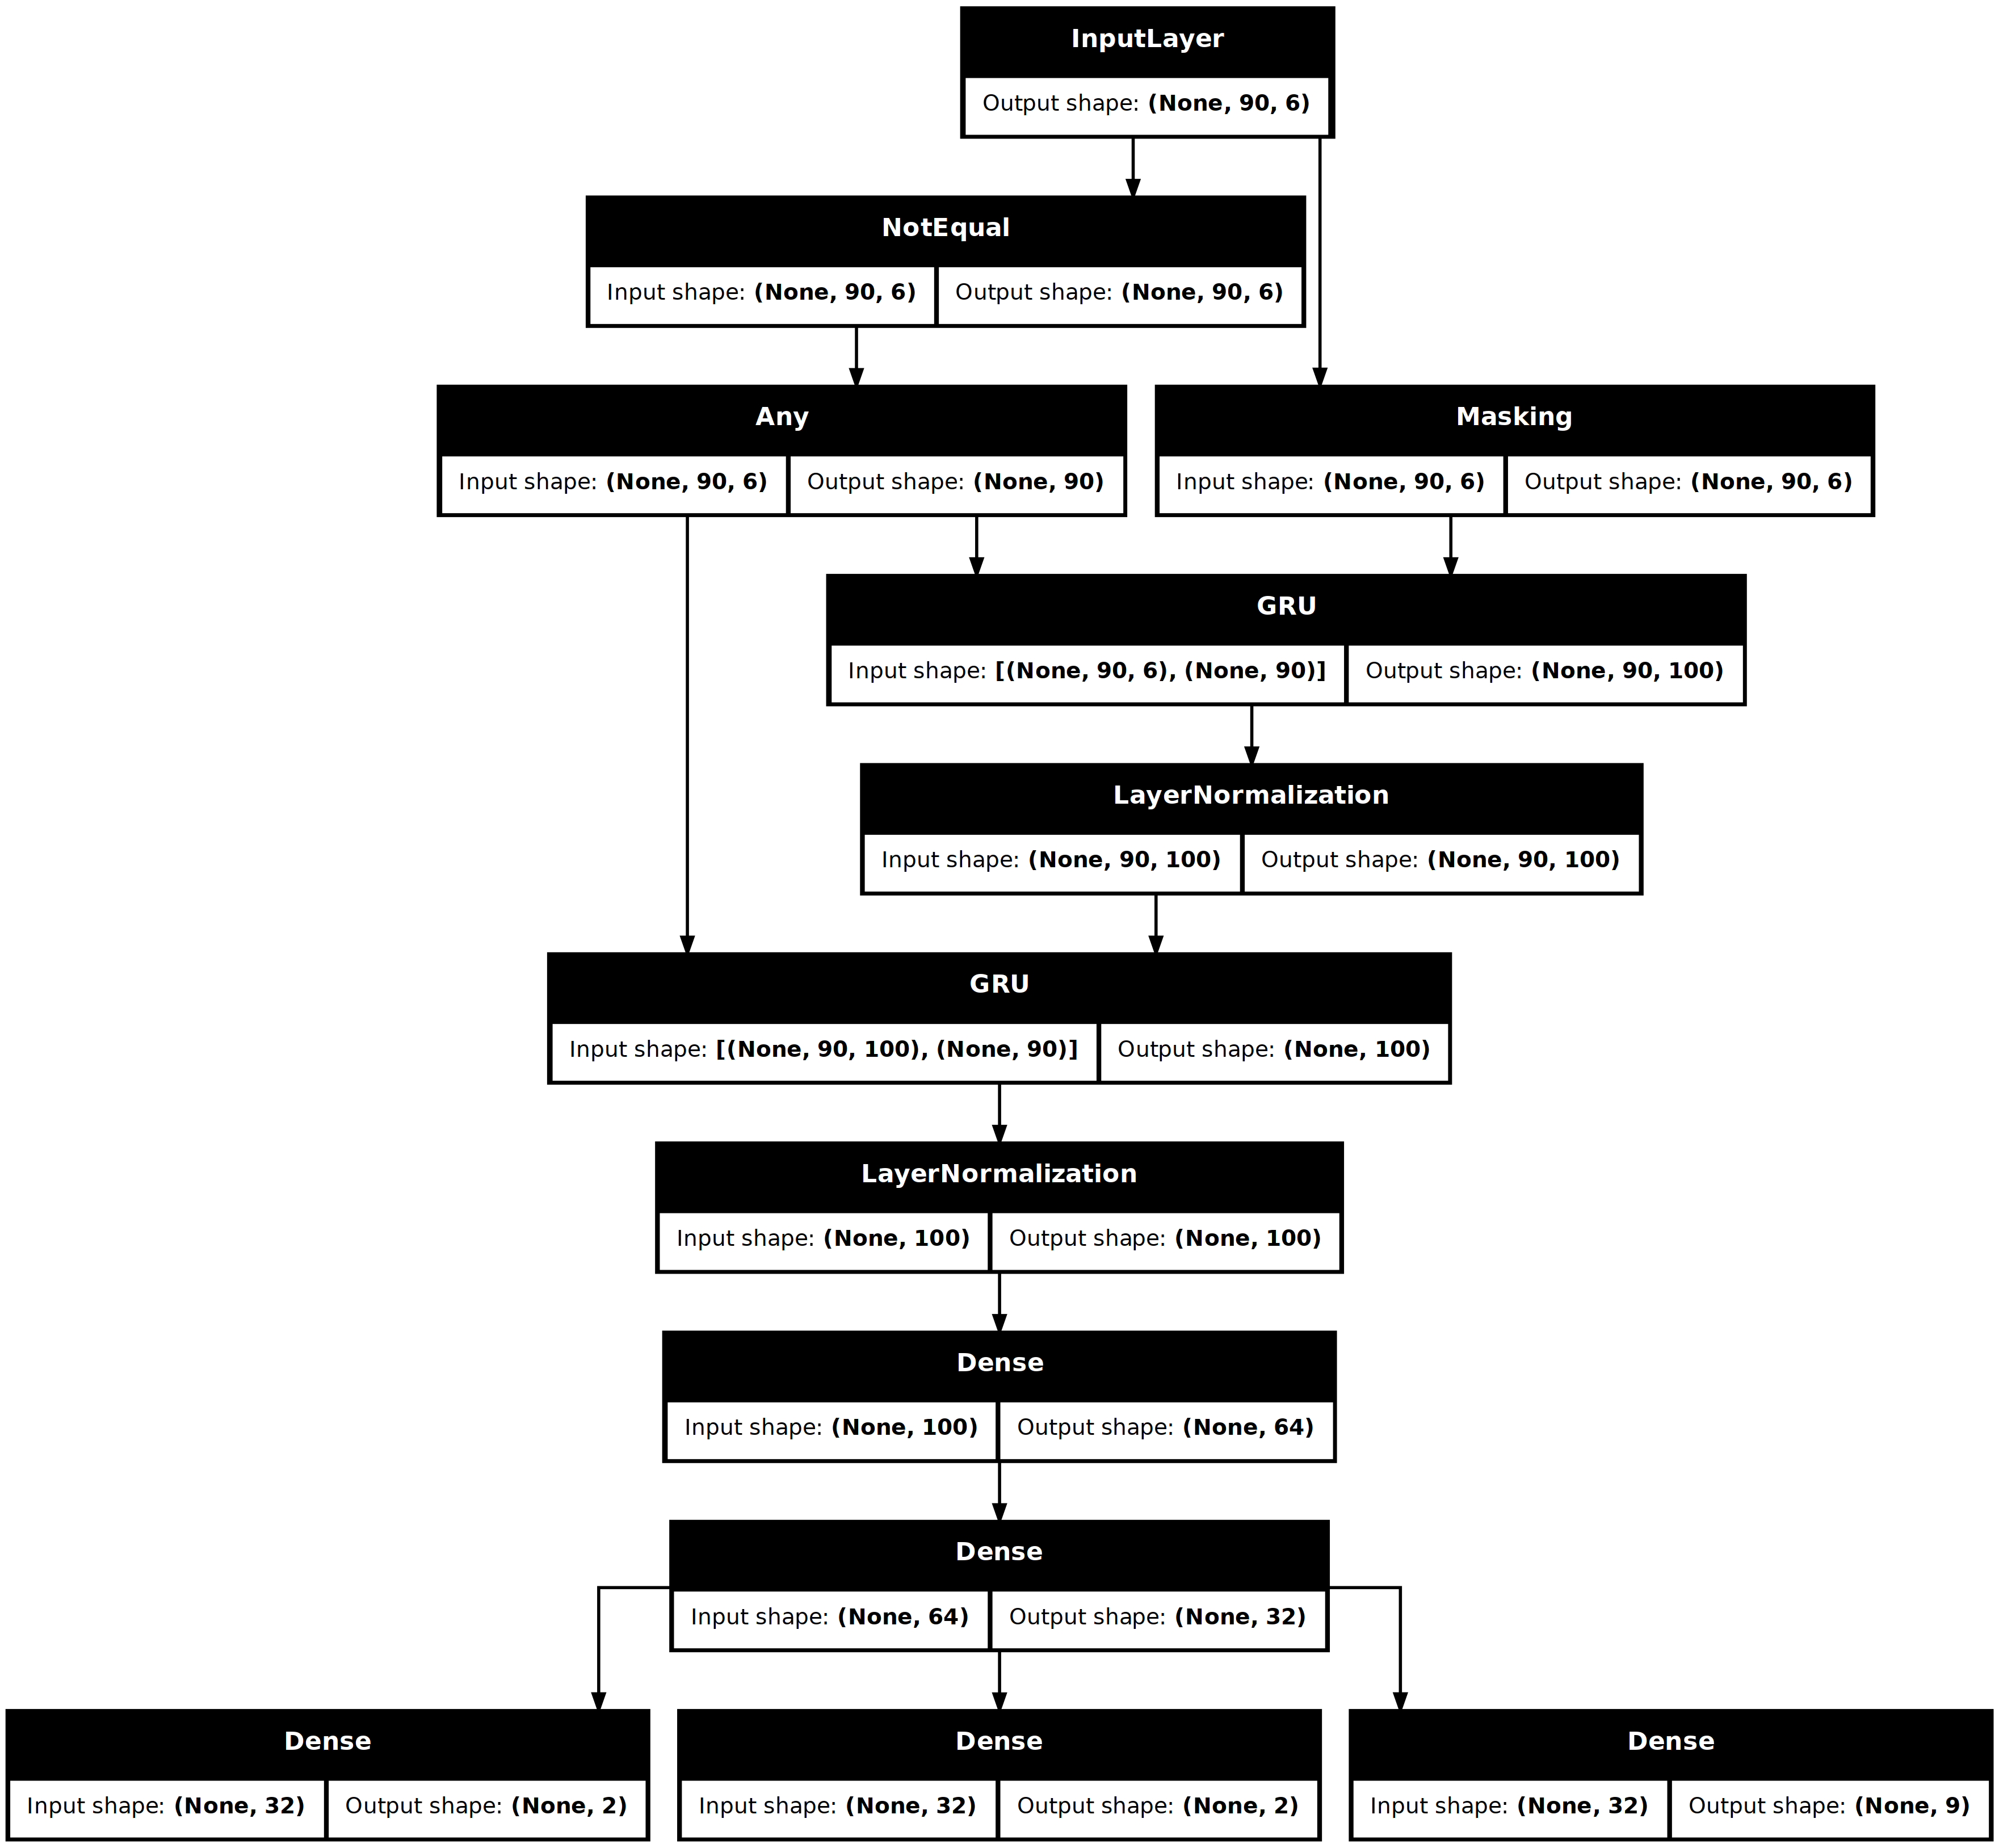 InputLayer
Output shape: (None, 90, 6)
NotEqual
Input shape: (None, 90, 6) Output shape: (None, 90, 6)
Any
Input shape: (None, 90, 6) Output shape: (None, 90)
Masking
Input shape: (None, 90, 6) Output shape: (None, 90, 6)
GRU
Input shape: [(None, 90, 6), (None, 90)] Output shape: (None, 90, 100)
LayerNormalization
Input shape: (None, 90, 100) Output shape: (None, 90, 100)
GRU
Input shape: [(None, 90, 100), (None, 90)] Output shape: (None, 100)
LayerNormalization
Input shape: (None, 100) Output shape: (None, 100)
Dense
Input shape: (None, 100) Output shape: (None, 64)
Dense
Input shape: (None, 64) Output shape: (None, 32)
Dense
Input shape: (None, 32) Output shape: (None, 2)
Dense
Input shape: (None, 32) Output shape: (None, 2)
Dense
Input shape: (None, 32) Output shape: (None, 9)